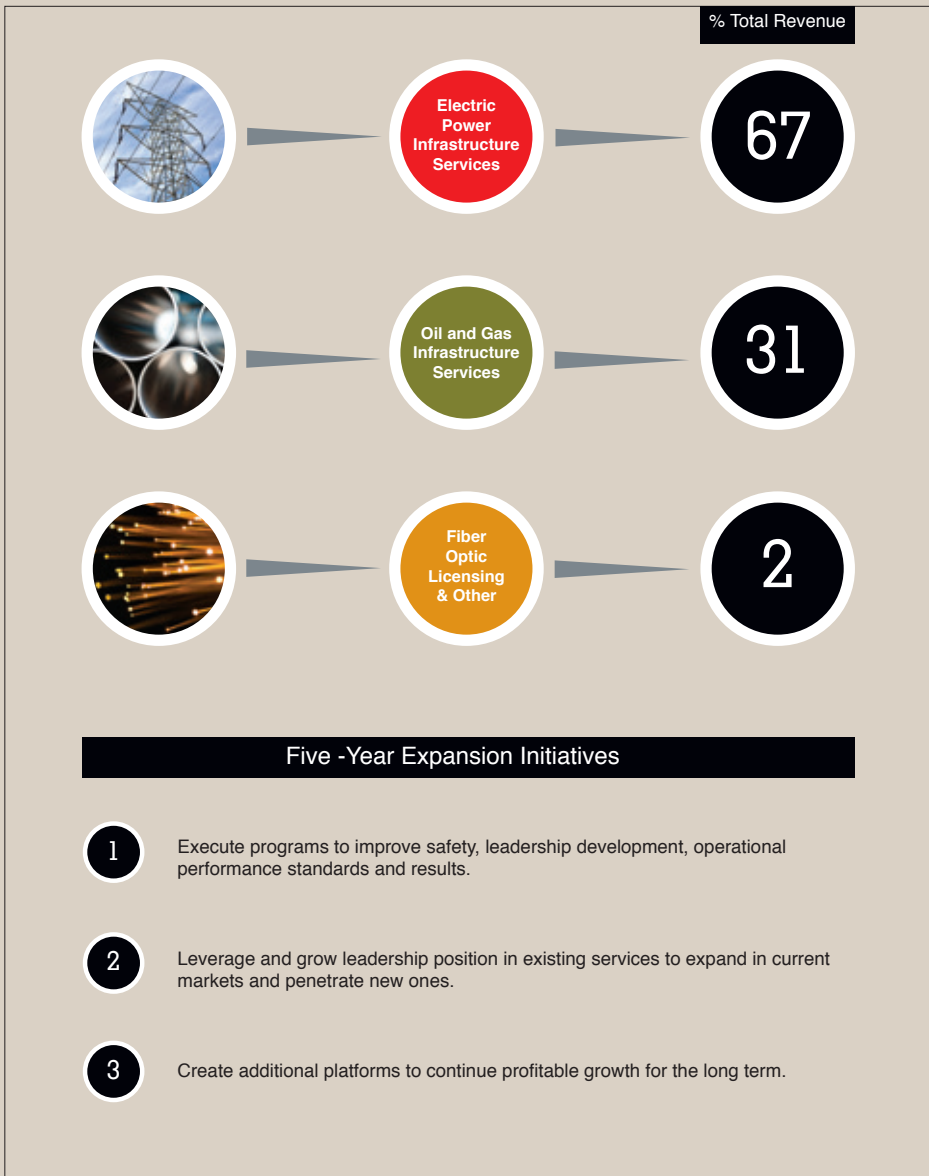 % Total Revenue
Electric
Power
Infrastructure
Services
67
Oil and Gas
Infrastructure
Services
31
Fiber
Optic
Licensing
& Other
2
Five -Year Expansion Initiatives
1
Execute programs to improve safety, leadership development, operational
performance standards and results.
2
Leverage and grow leadership position in existing services to expand in current
markets and penetrate new ones.
3
Create additional platforms to continue profitable growth for the long term.